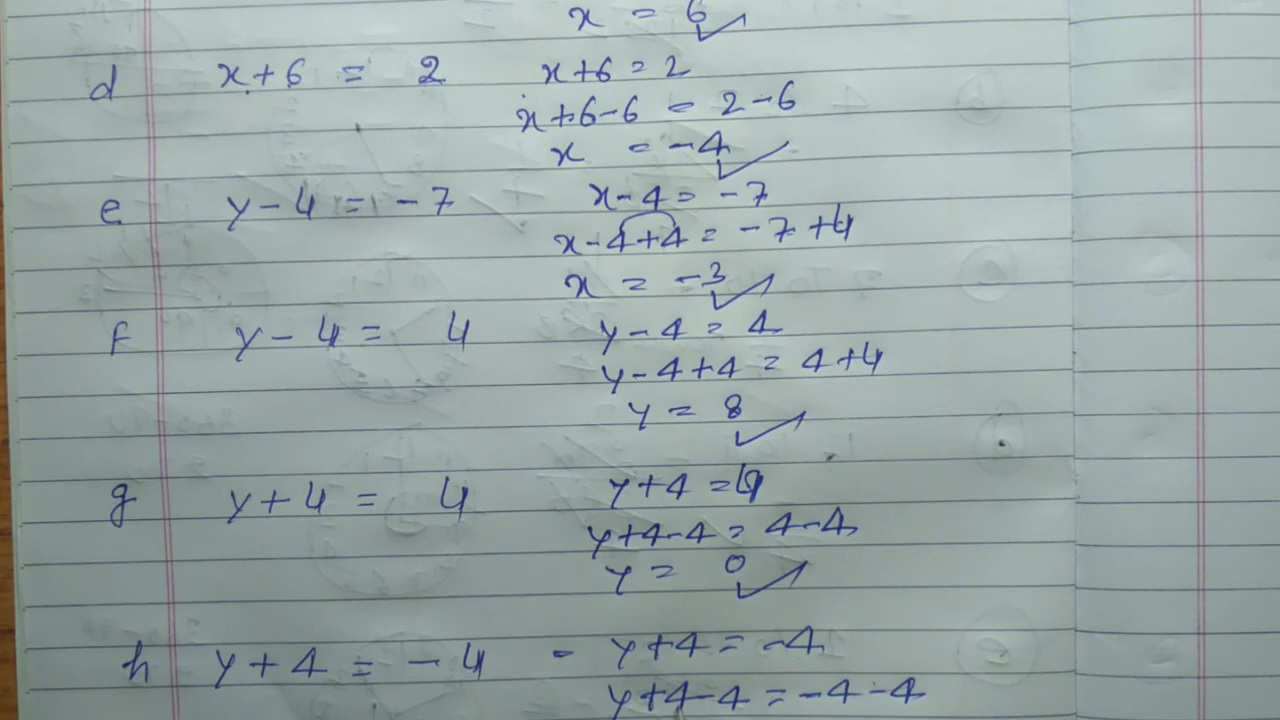 x = 6
d x+6 = 2 x+6 = 2
x+6-6 = 2-6
x = -4
e y-4 = -7 x-4 = -7
x-4+4 = -7+4
x = -3
f y-4 = 4 y-4 = 4
y-4+4 = 4+4
y = 8
g y+4 = 4 y+4 = 4
y+4-4 = 4-4
y = 0
h y+4 = -4 - y+4 = -4
y+4-4 = -4-4